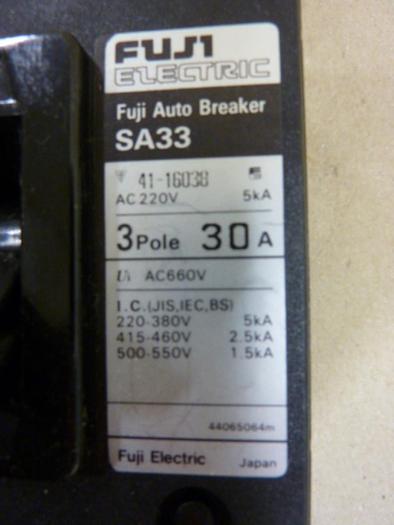 FUJI
ELECTRIC
Fuji Auto Breaker
SA33
41-16038
AC 220V 5kA
3Pole 30A
Ui AC660V
I.C.(JIS,IEC,BS)
220-380V 5kA
415-460V 2.5kA
500-550V 1.5kA
44065064m
Fuji Electric Japan